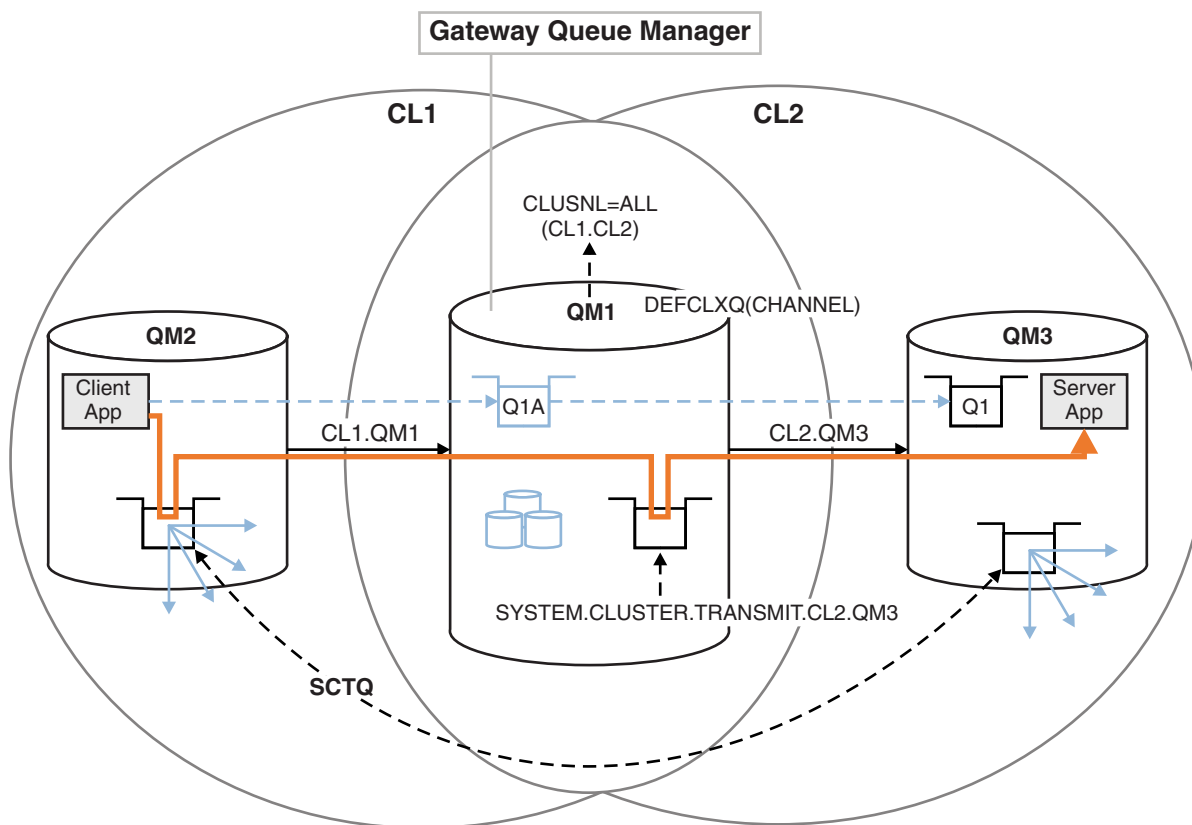 Gateway Queue Manager
CL1
CL2
CLUSNL=ALL
(CL1.CL2)
QM1
DEFCLXQ(CHANNEL)
QM2
QM3
Client
App
Q1A
Q1
Server
App
CL1.QM1
CL2.QM3
SYSTEM.CLUSTER.TRANSMIT.CL2.QM3
SCTQ